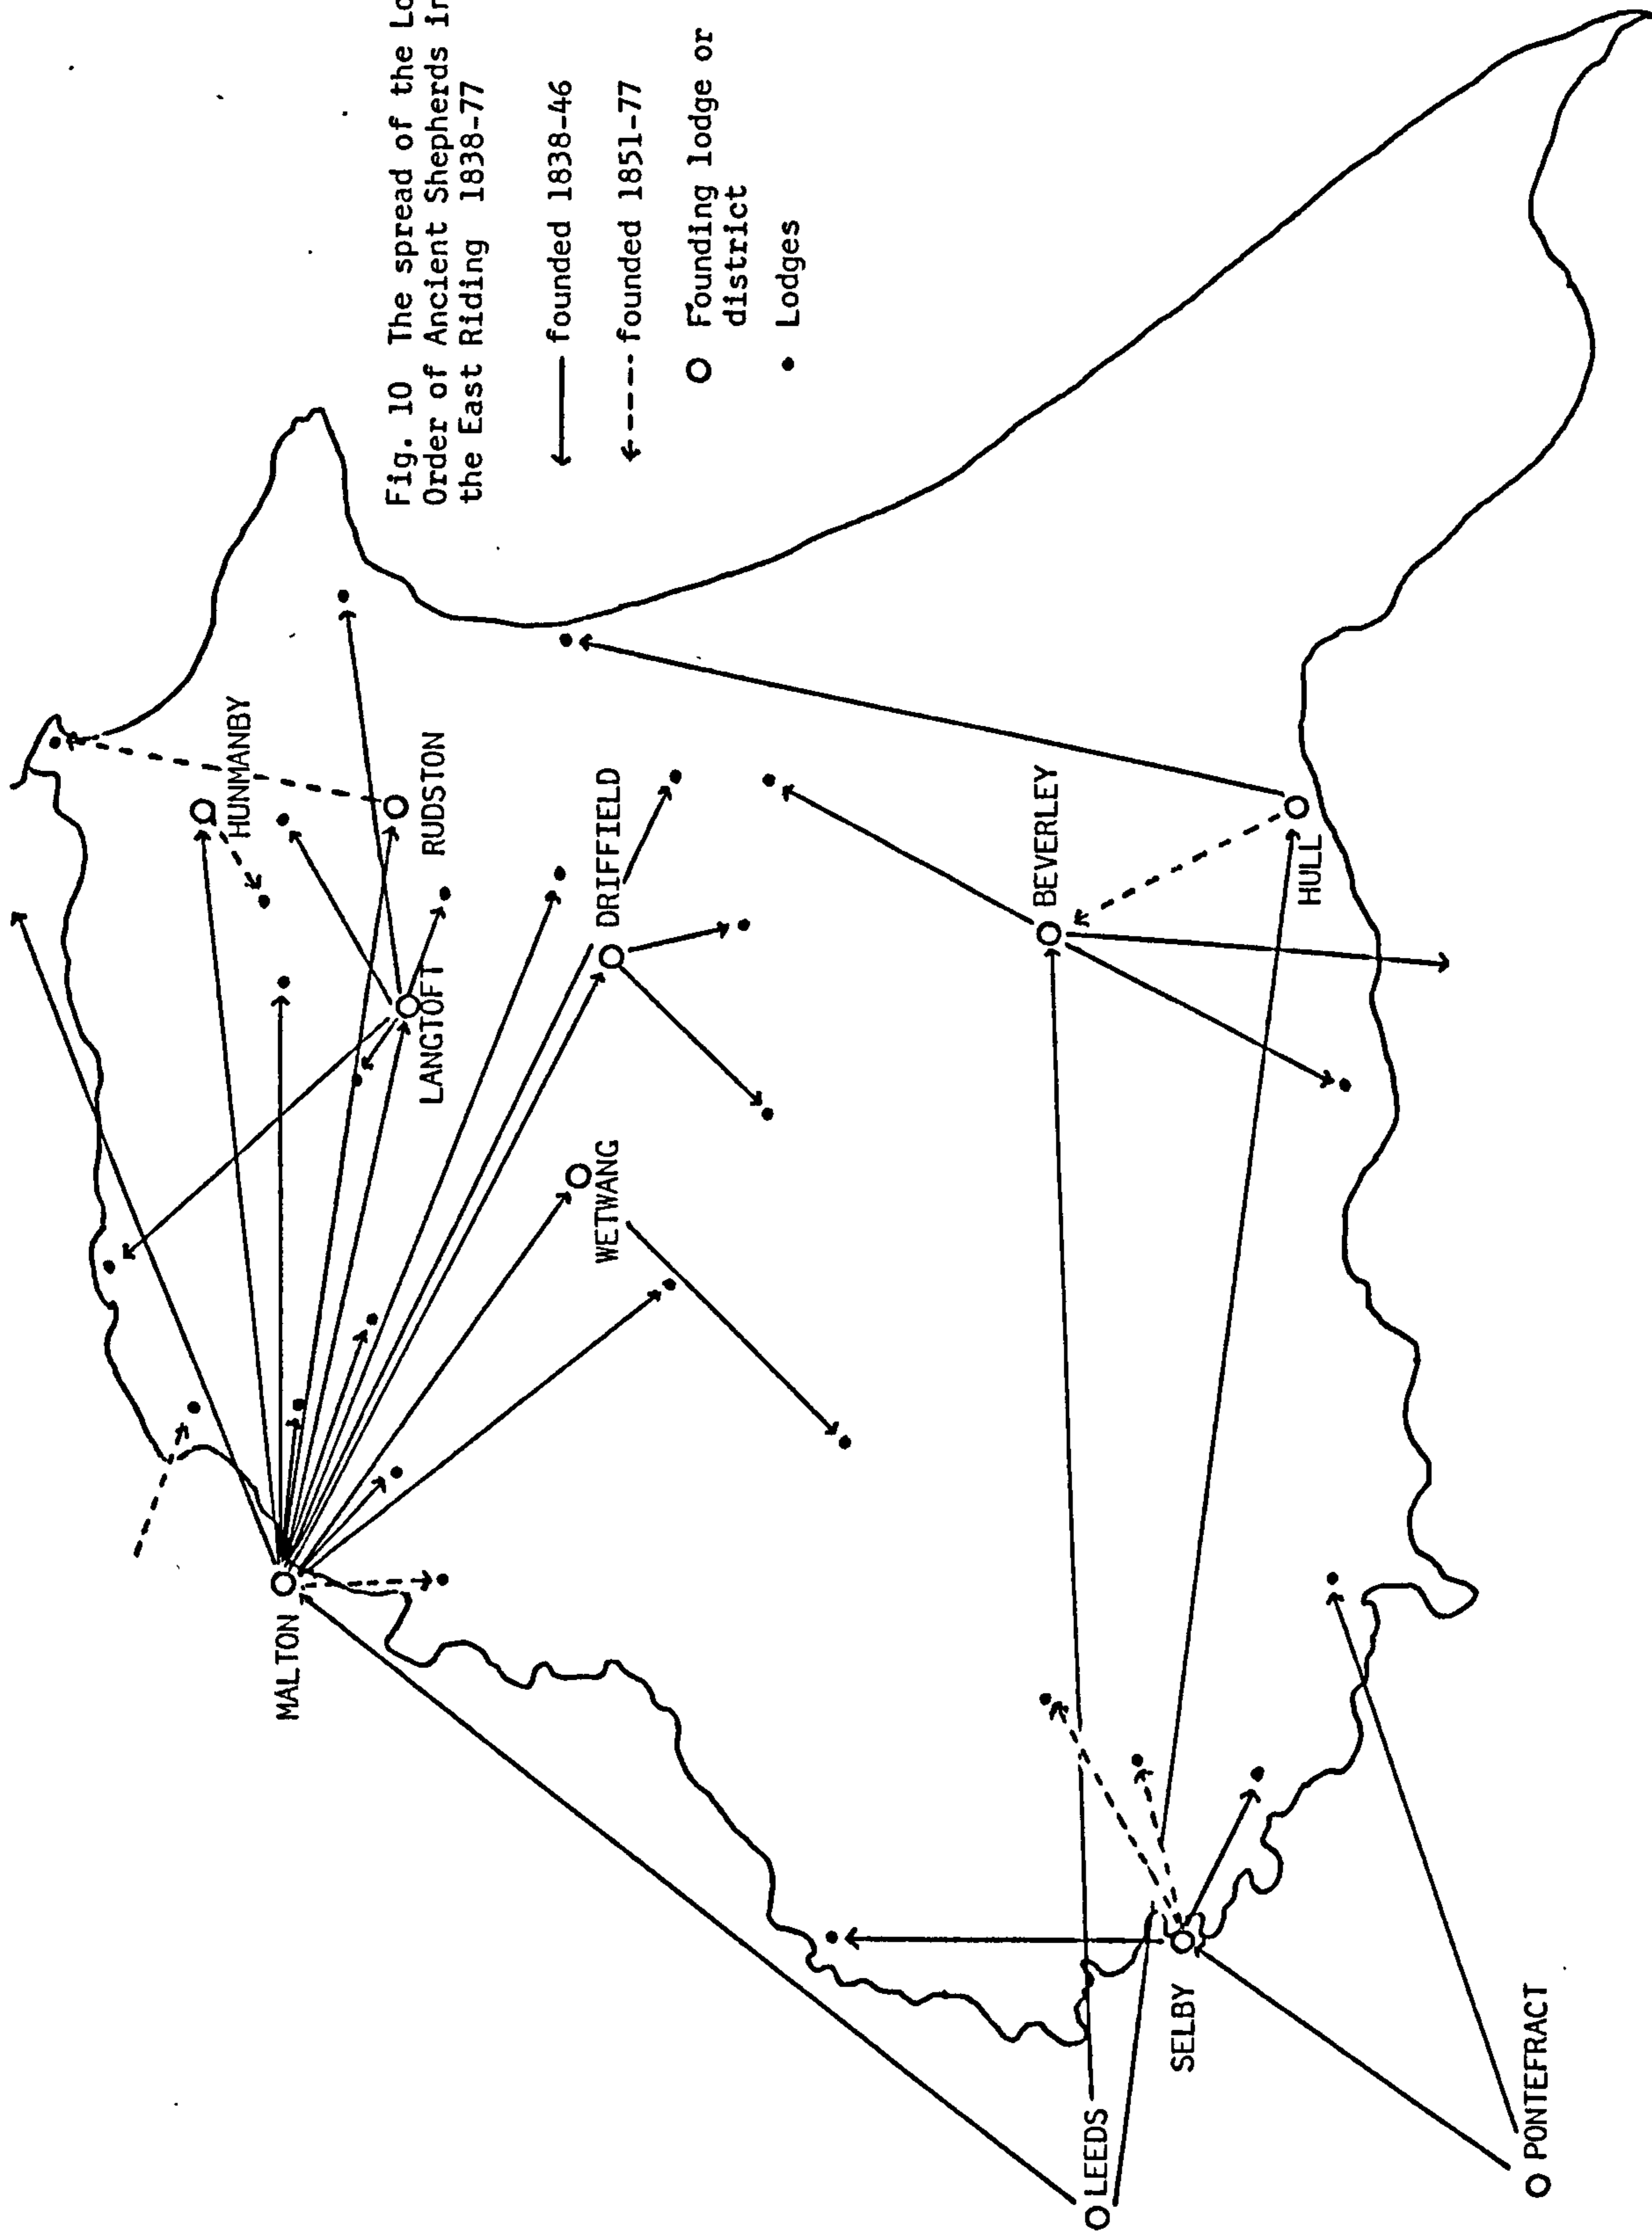 Fig. 10 The spread of the Lo
Order of Ancient Shepherds in
the East Riding 1838-77
founded 1838-46
founded 1851-77
Founding lodge or
district
Lodges
HUNMANBY
RUDSTON
LANGTOFT
DRIFFIELD
WETWANG
MALTON
BEVERLEY
HULL
LEEDS
SELBY
PONTEFRACT